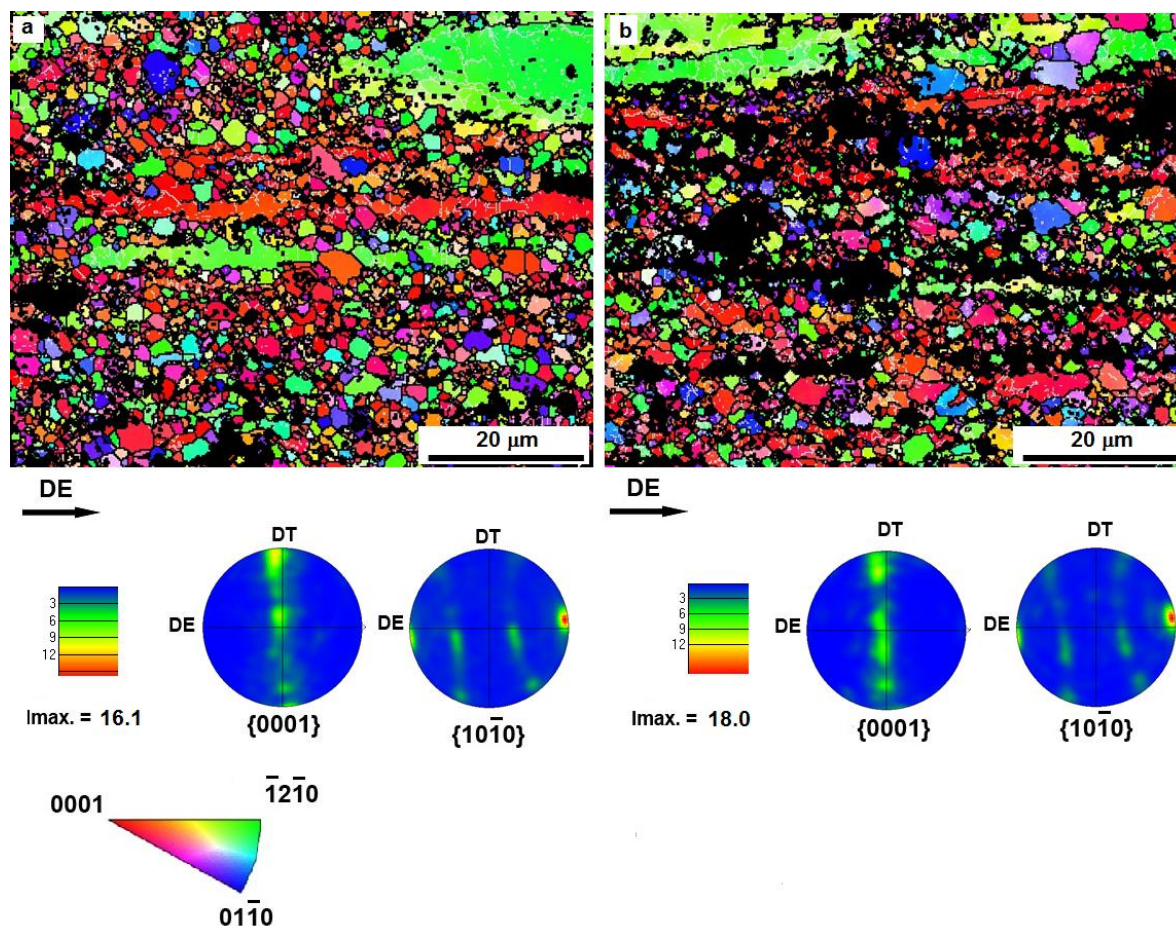 a
b
20 µm
20 µm
DE
DE
DT
DT
DT
DT
3
6
9
12
DE
DE
3
6
9
12
DE
DE
Imax. = 16.1
{0001}
{101̄0}
Imax. = 18.0
{0001}
{101̄0}
0001
1̄21̄0
011̄0